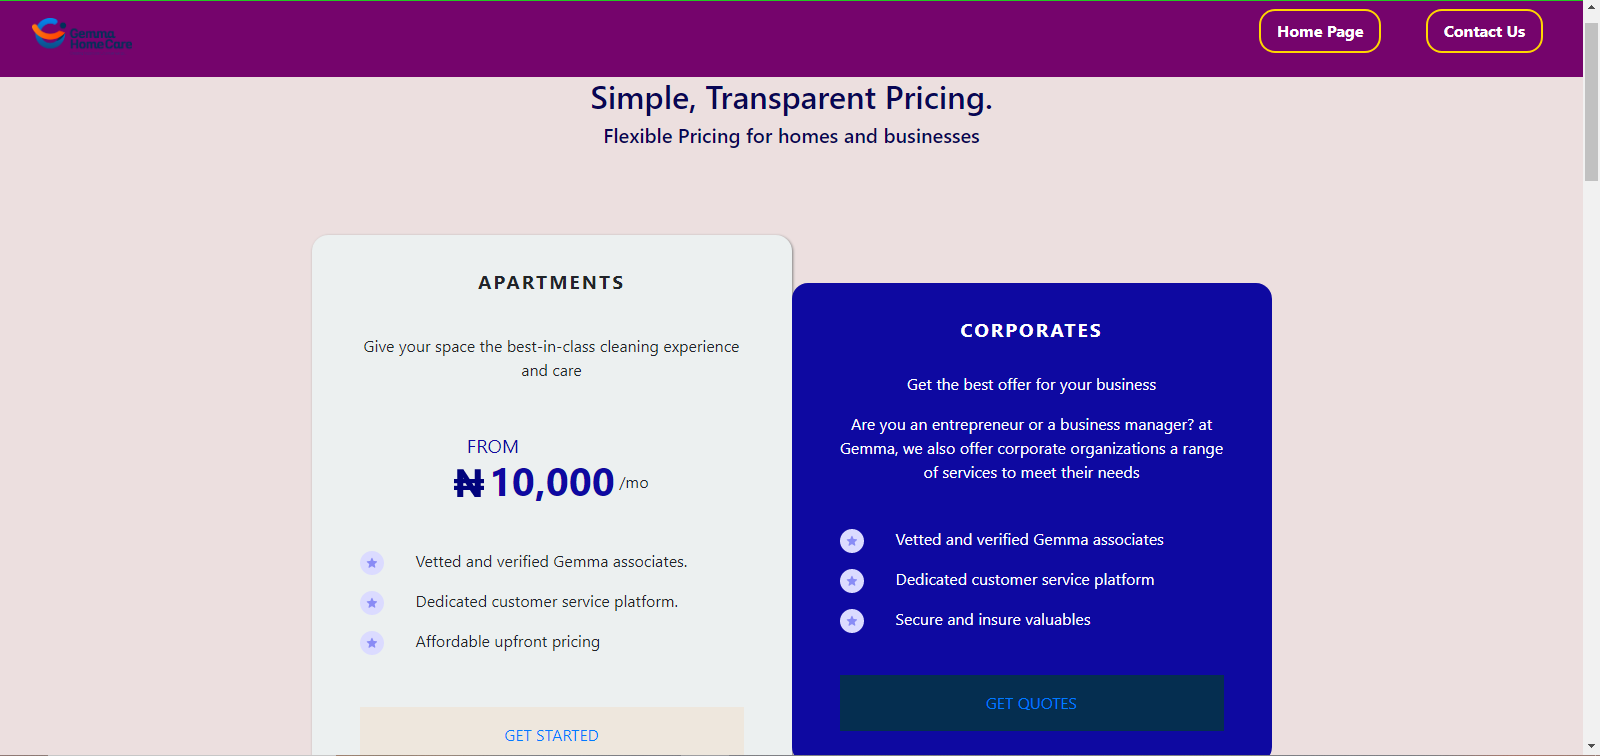 Gemma
HomeCare
Home Page
Contact Us
Simple, Transparent Pricing.
Flexible Pricing for homes and businesses
APARTMENTS
Give your space the best-in-class cleaning experience
and care
FROM
₦ 10,000 /mo
Vetted and verified Gemma associates.
Dedicated customer service platform.
Affordable upfront pricing
GET STARTED
CORPORATES
Get the best offer for your business
Are you an entrepreneur or a business manager? at
Gemma, we also offer corporate organizations a range
of services to meet their needs
Vetted and verified Gemma associates
Dedicated customer service platform
Secure and insure valuables
GET QUOTES